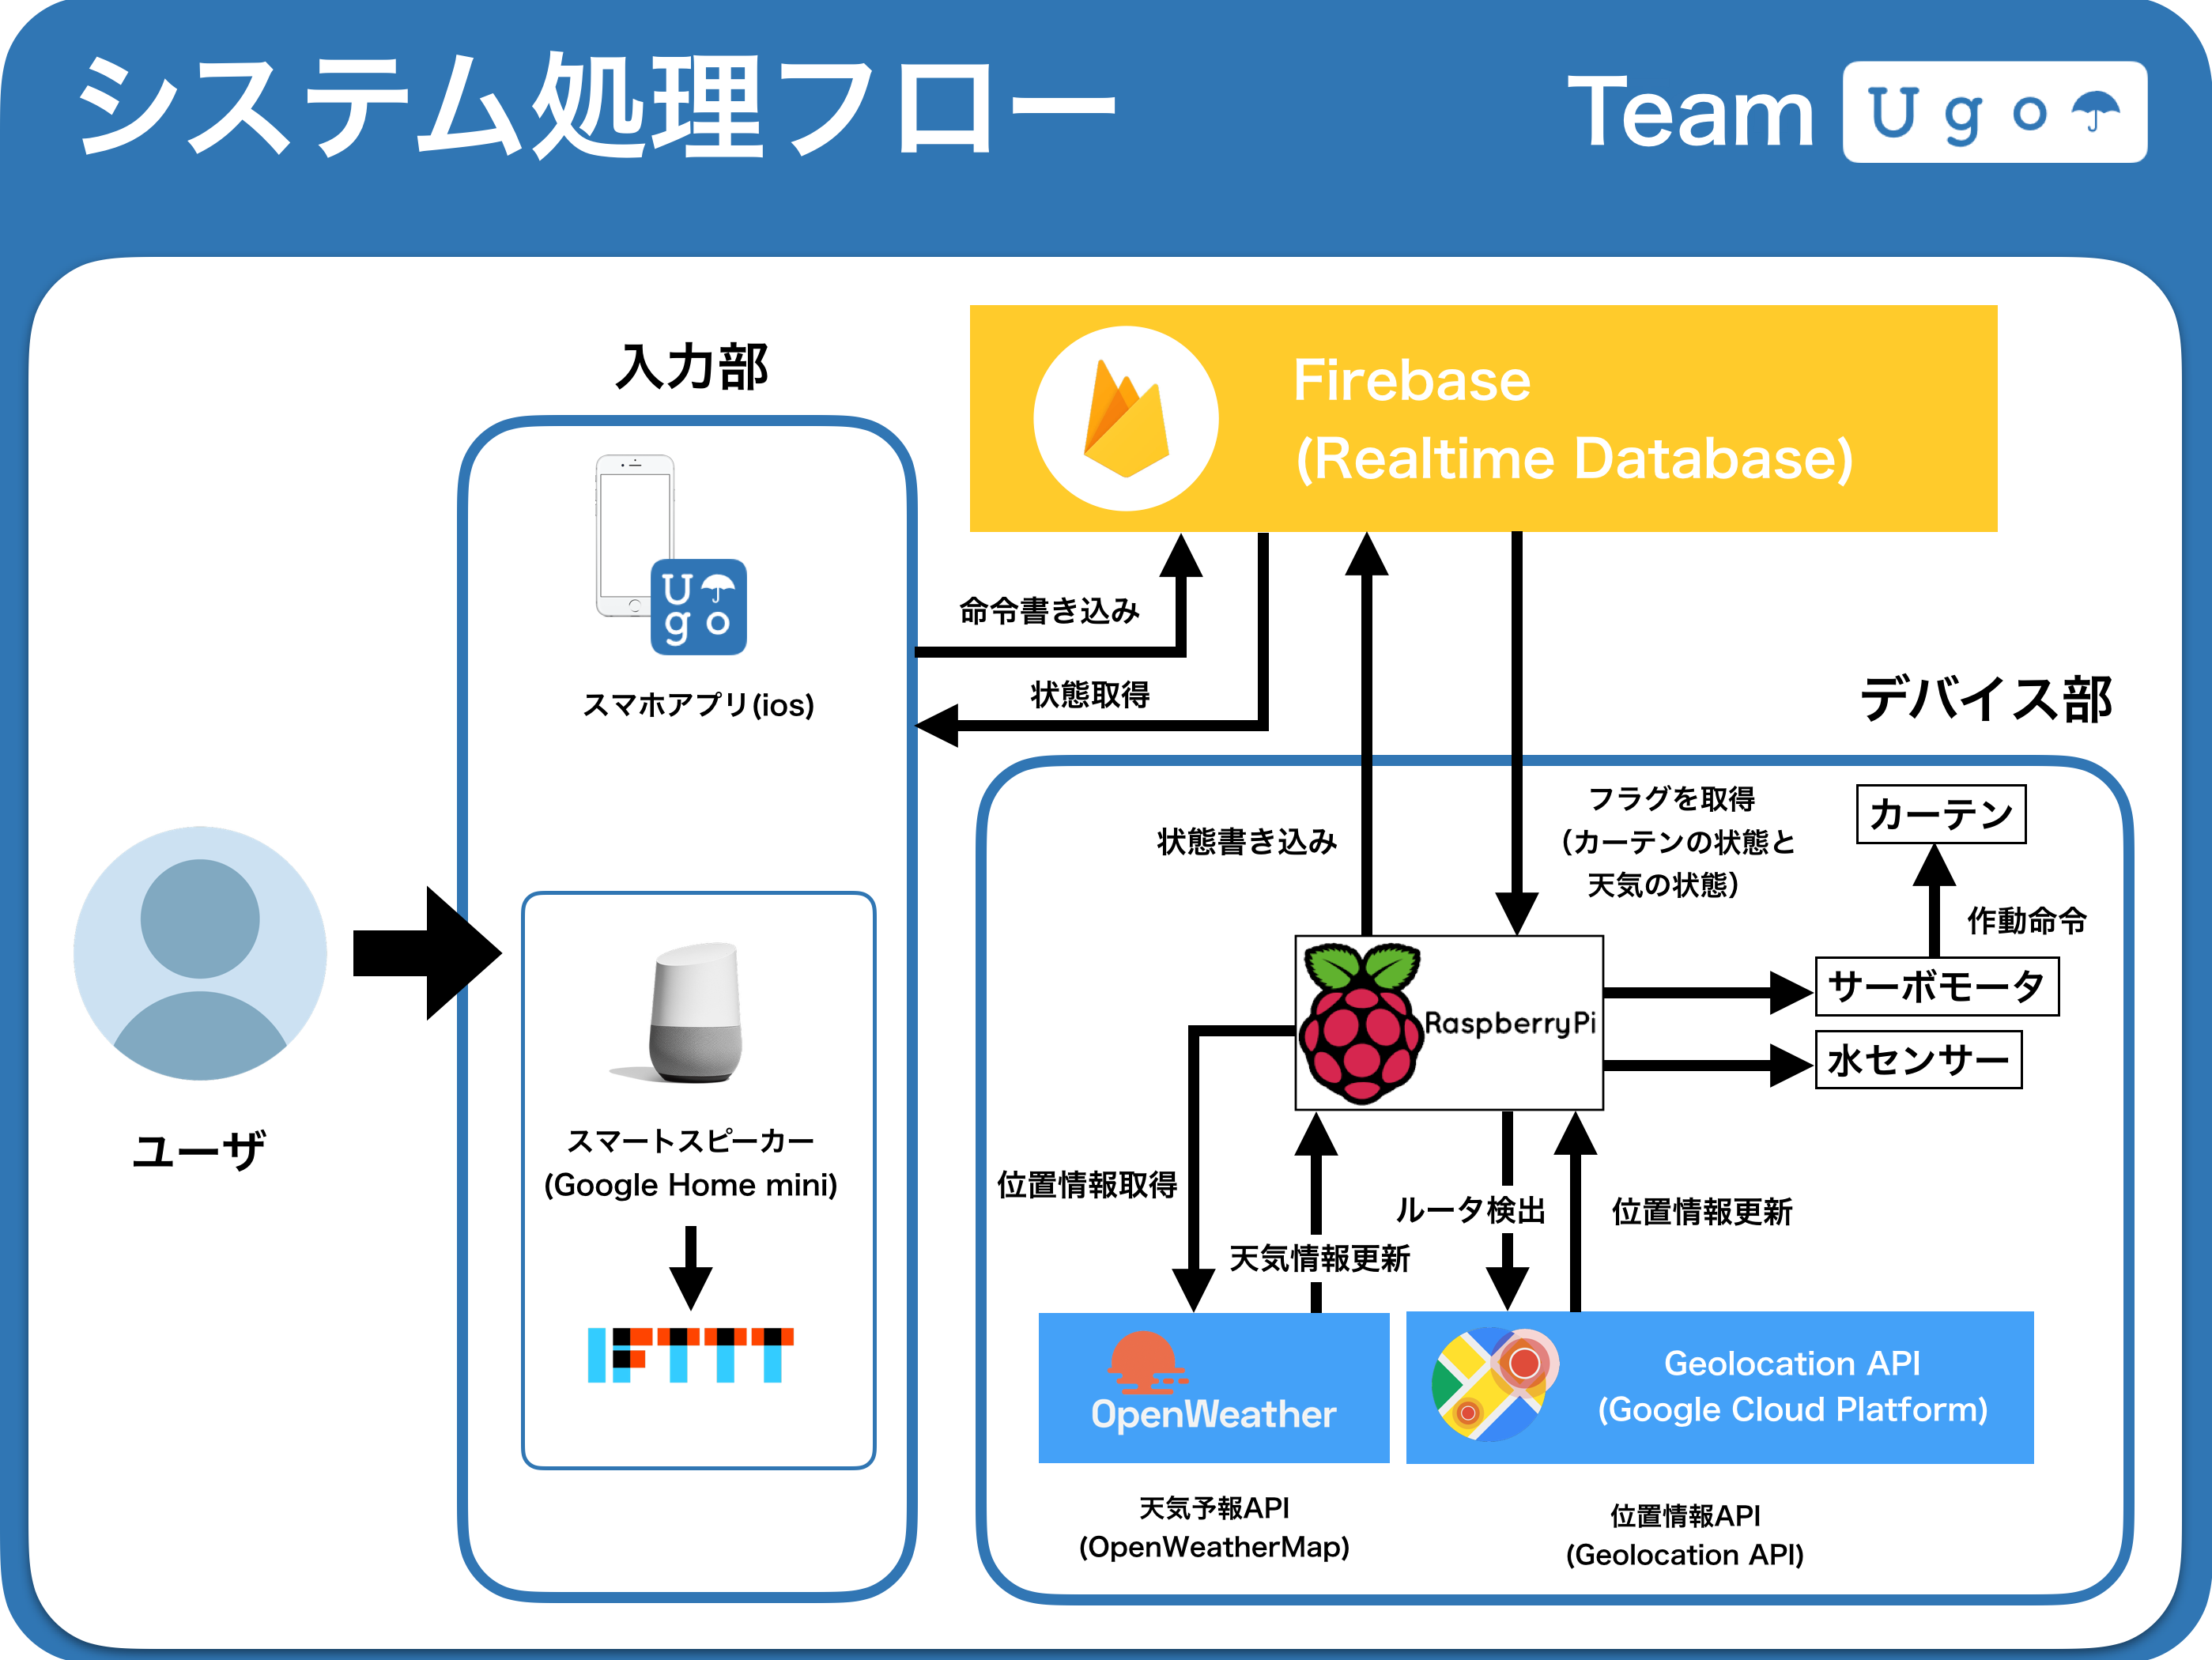 システム処理フロー
Team Ugo
Firebase
(Realtime Database)
入力部
U
go
スマホアプリ(ios)
命令書き込み
状態取得
デバイス部
状態書き込み
フラグを取得
(カーテンの状態と
天気の状態)
カーテン
作動命令
サーボモータ
水センサー
RaspberryPi
ユーザ
スマートスピーカー
(Google Home mini)
IFTTT
位置情報取得
天気情報更新
ルータ検出
位置情報更新
OpenWeather
Geolocation API
(Google Cloud Platform)
天気予報API
(OpenWeatherMap)
位置情報API
(Geolocation API)